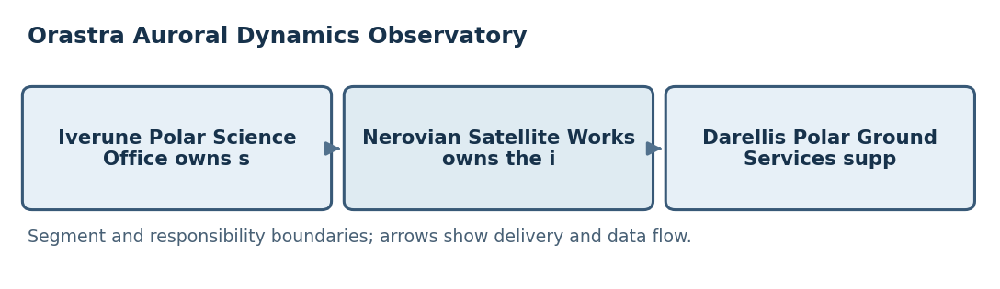 Orastra Auroral Dynamics Observatory
Iverune Polar Science
Office owns s
Nerovian Satellite Works
owns the i
Darellis Polar Ground
Services supp
Segment and responsibility boundaries; arrows show delivery and data flow.